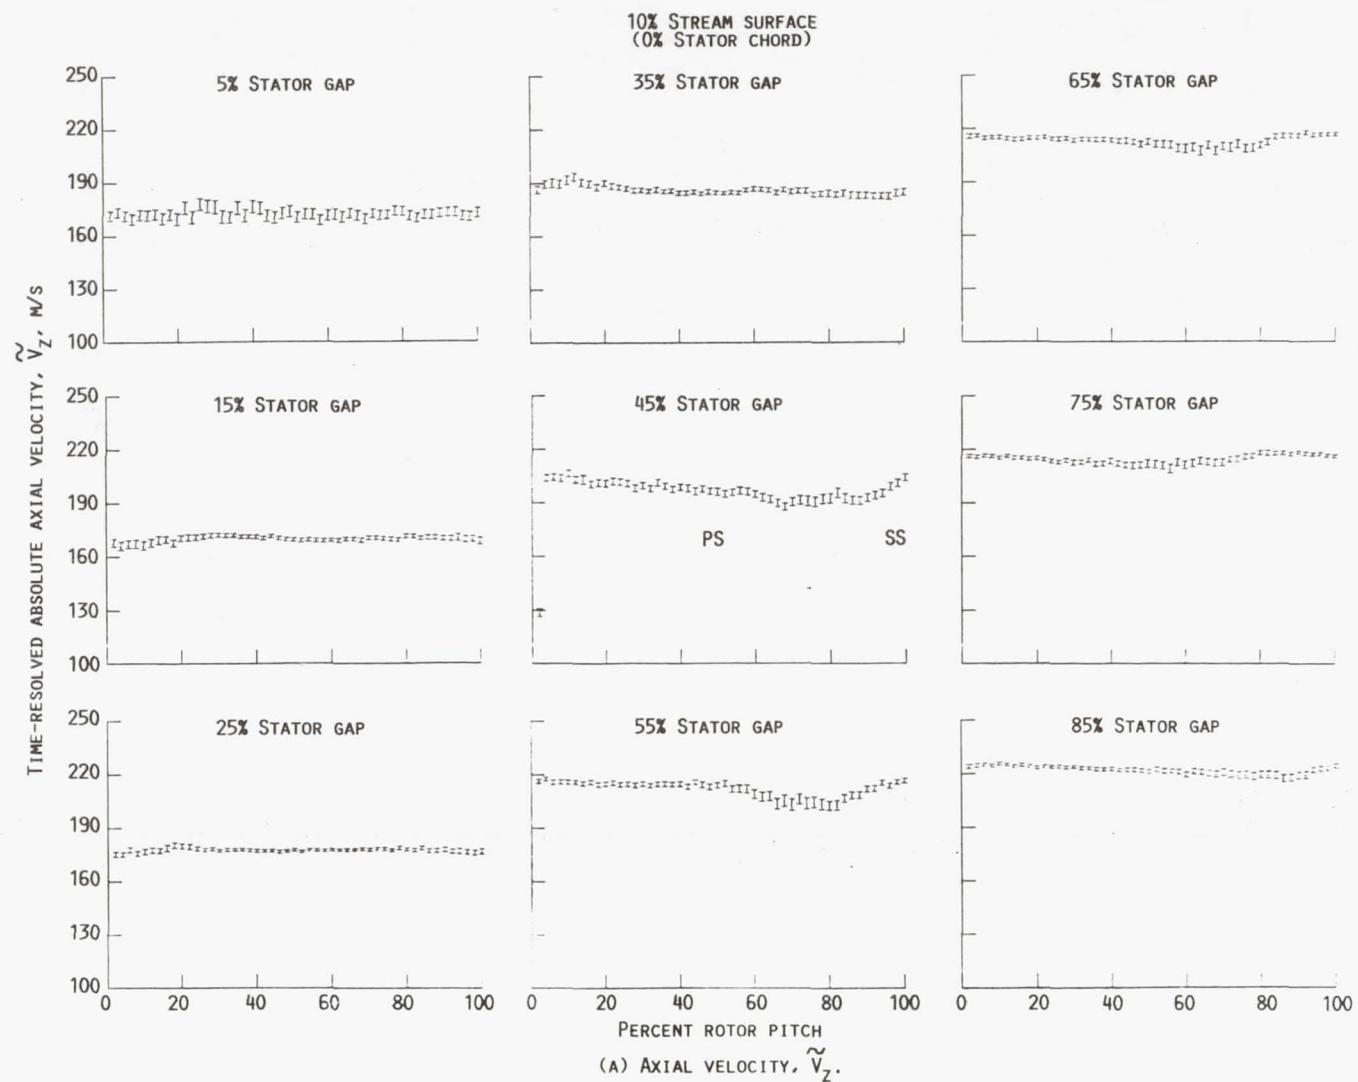 10% STREAM SURFACE
(0% STATOR CHORD)
TIME-RESOLVED ABSOLUTE AXIAL VELOCITY, ṼZ, M/S
5% STATOR GAP
35% STATOR GAP
65% STATOR GAP
250
220
190
160
130
100
15% STATOR GAP
45% STATOR GAP
75% STATOR GAP
250
220
190
160
130
100
PS
SS
25% STATOR GAP
55% STATOR GAP
85% STATOR GAP
250
220
190
160
130
100
0 20 40 60 80 100
0 20 40 60 80 100
0 20 40 60 80 100
PERCENT ROTOR PITCH
(A) AXIAL VELOCITY, ṼZ.